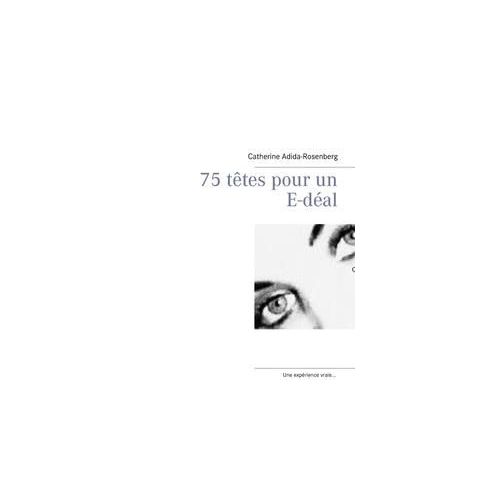 Catherine Adida-Rosenberg
75 têtes pour un
E-déal
Une expérience vraie...